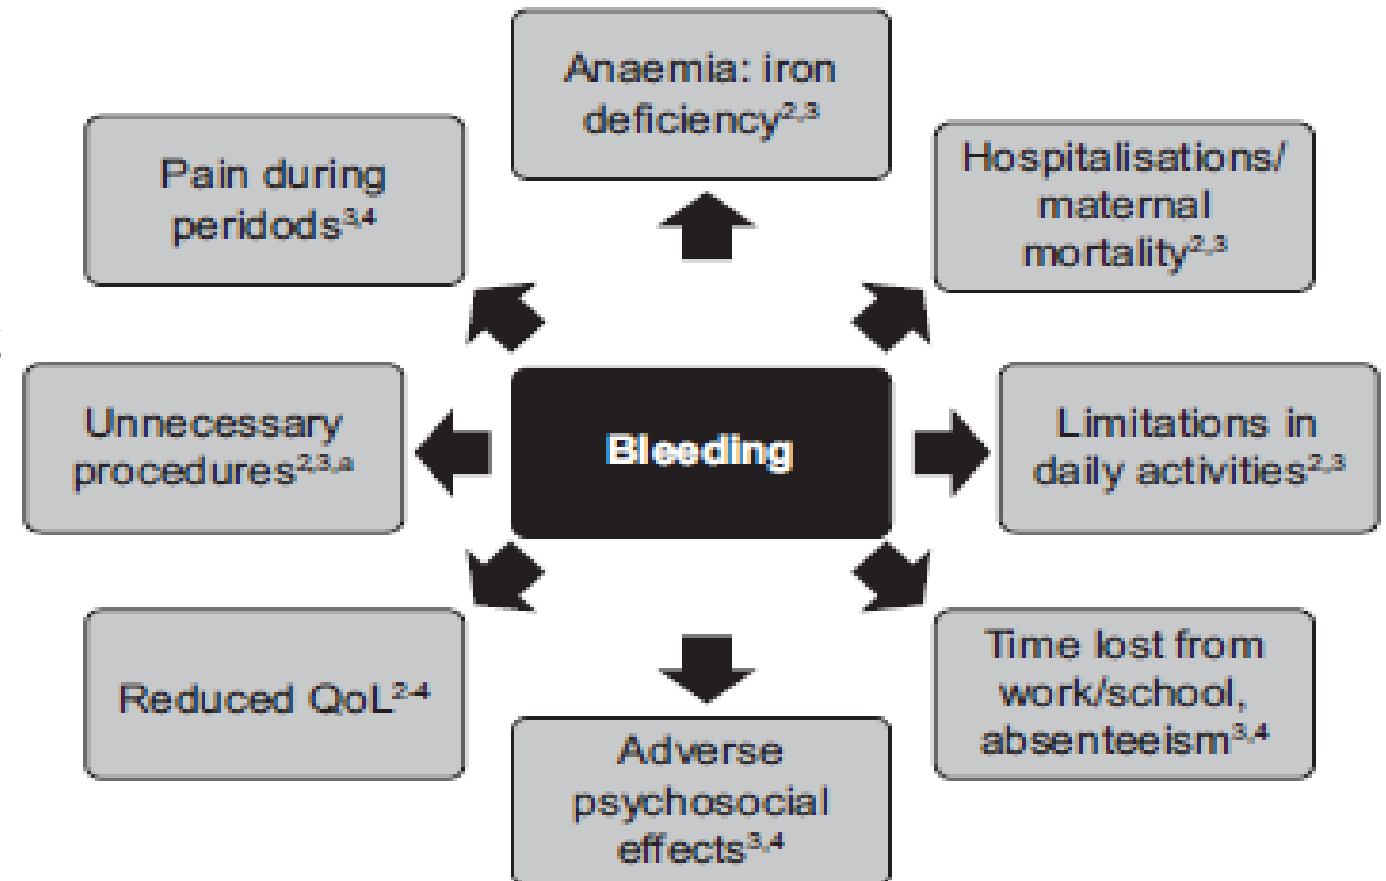 Anaemia: iron
deficiency2,3
Hospitalisations/
maternal
mortality2,3
Limitations in
daily activities2,3
Time lost from
work/school,
absenteeism3,4
Adverse
psychosocial
effects3,4
Reduced QoL2-4
Unnecessary
procedures2,3,a
Pain during
peridods3,4
Bleeding